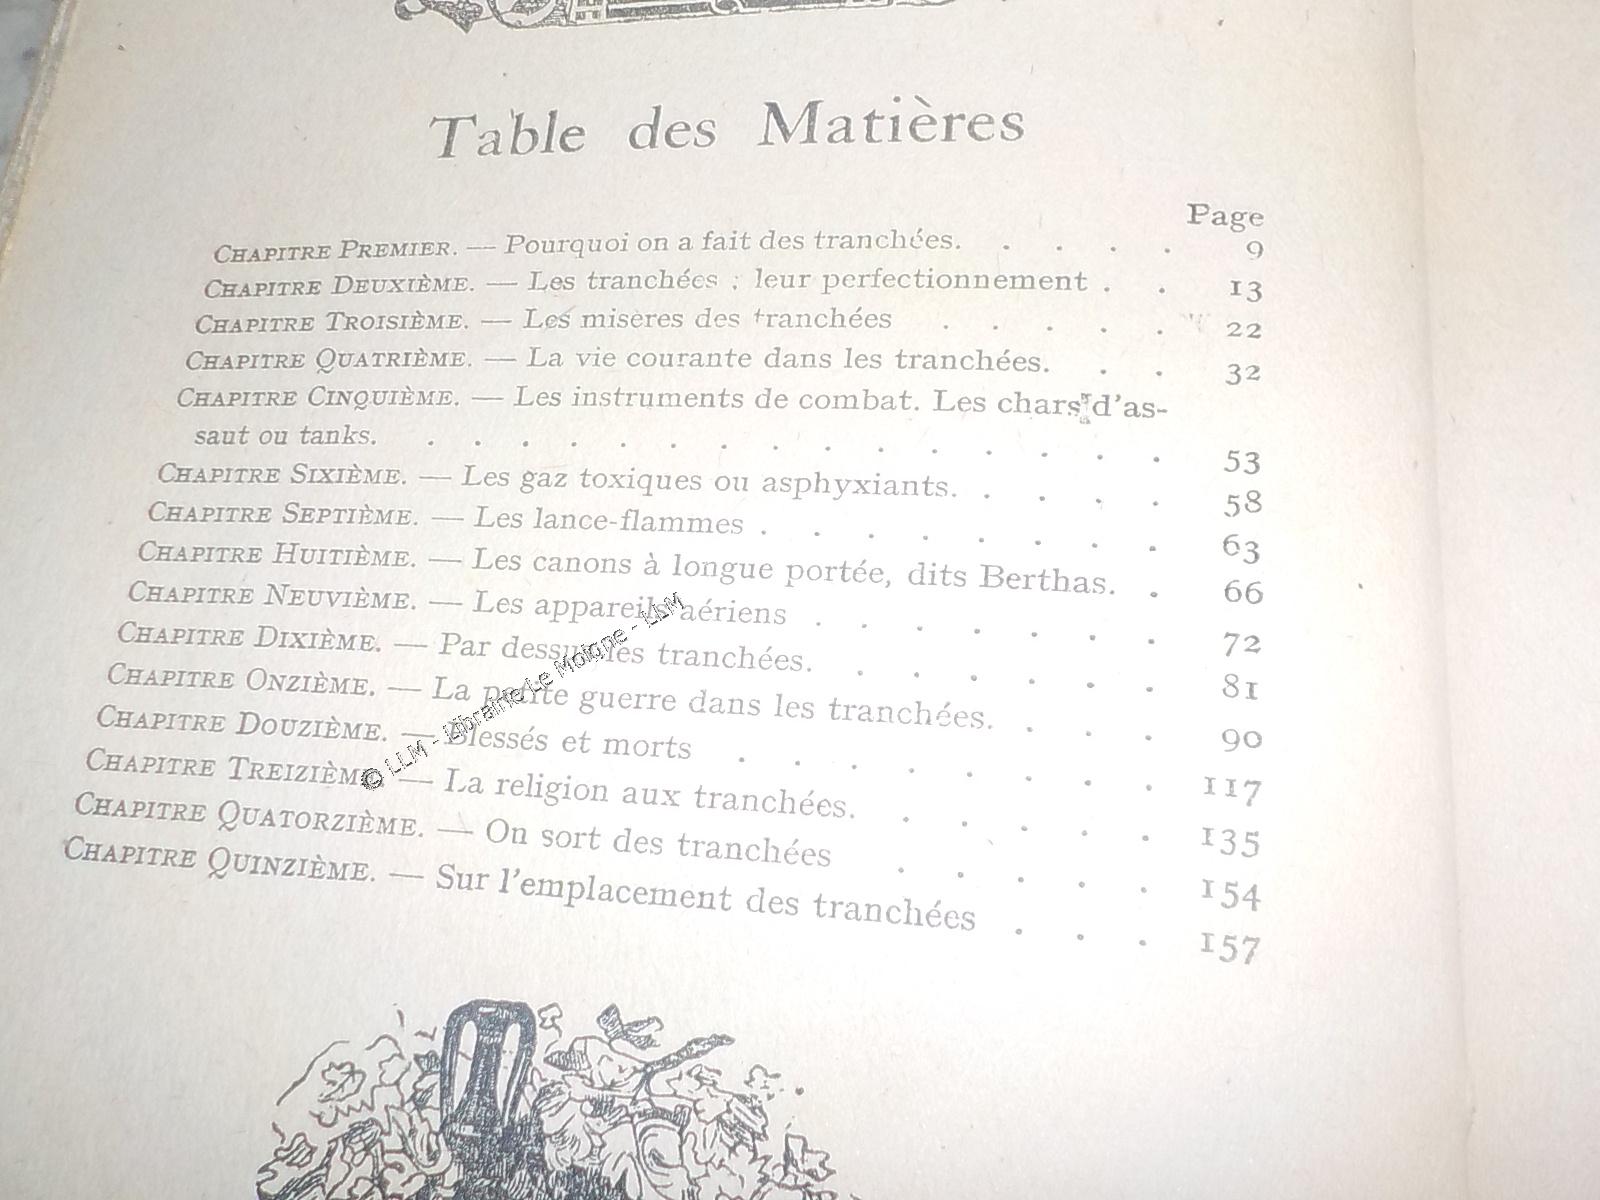 Table des Matières
Page
CHAPITRE PREMIER. — Pourquoi on a fait des tranchées. . . . . 9
CHAPITRE DEUXIÈME. — Les tranchées ; leur perfectionnement . . 13
CHAPITRE TROISIÈME. — Les misères des tranchées . . . . . 22
CHAPITRE QUATRIÈME. — La vie courante dans les tranchées. . . 32
CHAPITRE CINQUIÈME. — Les instruments de combat. Les chars d'as-
saut ou tanks. . . . . . . . . . . . . . . . 53
CHAPITRE SIXIÈME. — Les gaz toxiques ou asphyxiants. . . . . 58
CHAPITRE SEPTIÈME. — Les lance-flammes . . . . . . . . 63
CHAPITRE HUITIÈME. — Les canons à longue portée, dits Berthas. . 66
CHAPITRE NEUVIÈME. — Les appareils aériens . . . . . . . 72
CHAPITRE DIXIÈME. — Par dessus les tranchées. . . . . . . 81
CHAPITRE ONZIÈME. — La petite guerre dans les tranchées. . . . 90
CHAPITRE DOUZIÈME. — Blessés et morts . . . . . . . . 117
CHAPITRE TREIZIÈME. — La religion aux tranchées. . . . . . 135
CHAPITRE QUATORZIÈME. — On sort des tranchées . . . . . 154
CHAPITRE QUINZIÈME. — Sur l'emplacement des tranchées . . . 157
© LLM - Librairie Le Moigne - LLM